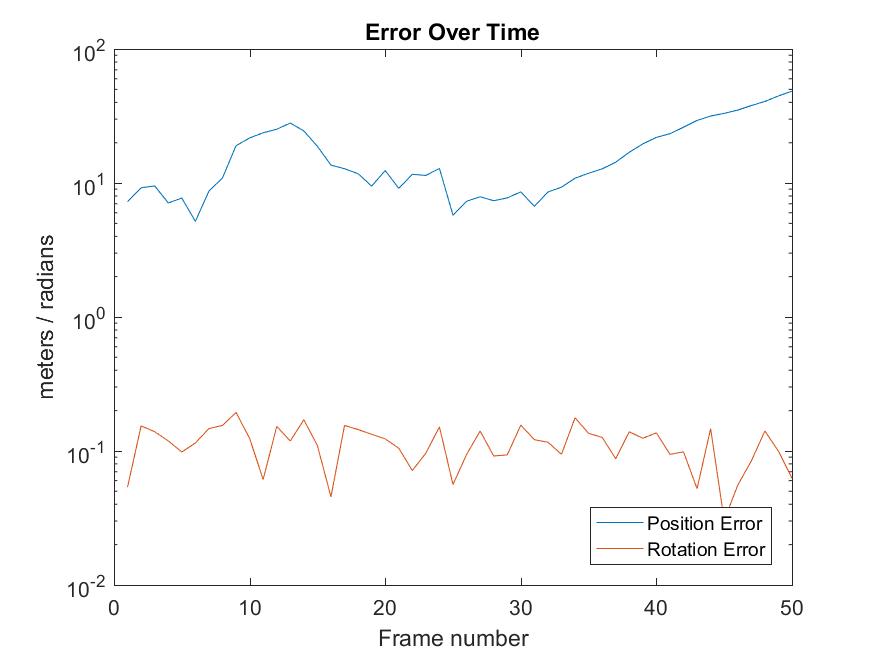 Error Over Time
10^2
10^1
10^0
10^-1
10^-2
meters / radians
0 10 20 30 40 50
Frame number
Position Error
Rotation Error